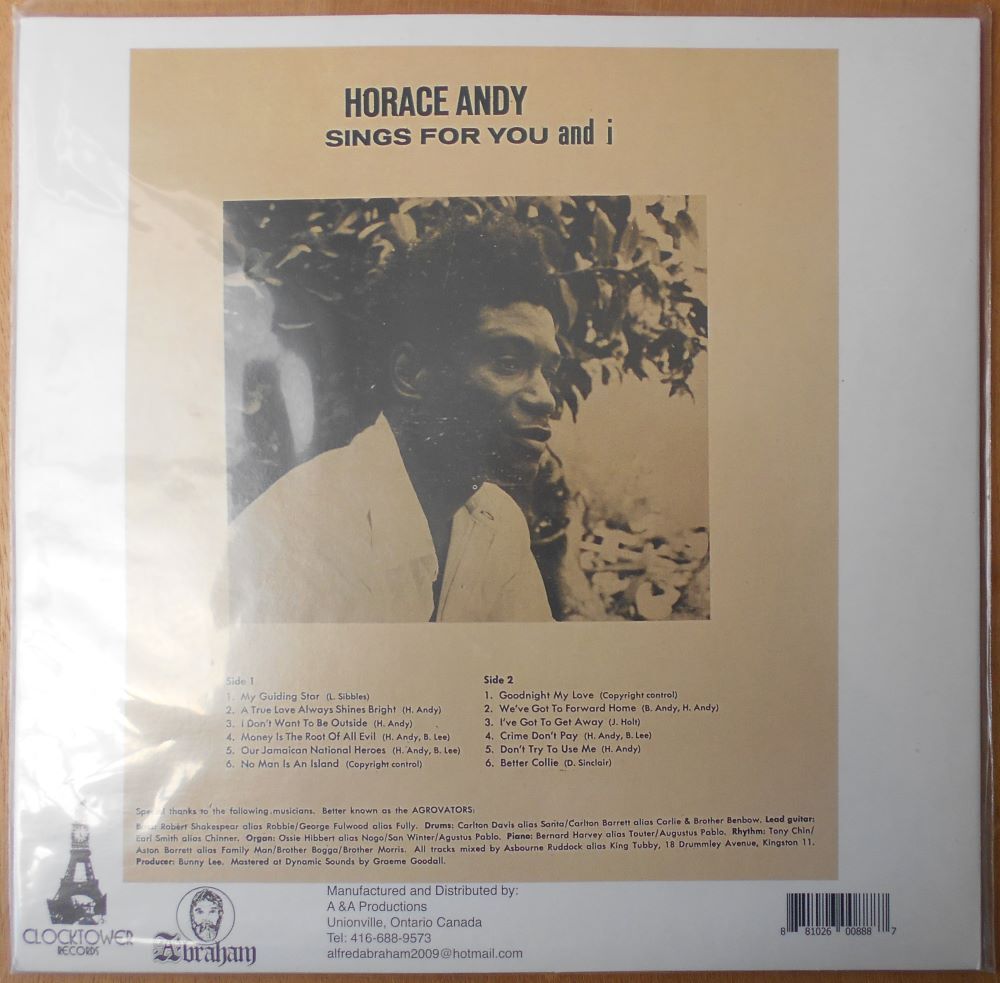 HORACE ANDY
SINGS FOR YOU and i
Side 1
1. My Guiding Star (L. Sibbles)
2. A True Love Always Shines Bright (H. Andy)
3. I Don't Want To Be Outside (H. Andy)
4. Money Is The Root Of All Evil (H. Andy, B. Lee)
5. Our Jamaican National Heroes (H. Andy, B. Lee)
6. No Man Is An Island (Copyright control)
Side 2
1. Goodnight My Love (Copyright control)
2. We've Got To Forward Home (B. Andy, H. Andy)
3. I've Got To Get Away (J. Holt)
4. Crime Don't Pay (H. Andy, B. Lee)
5. Don't Try To Use Me (H. Andy)
6. Better Collie (D. Sinclair)
Special thanks to the following musicians. Better known as the AGROVATORS:
Bass: Robert Shakespear alias Robbie/George Fulwood alias Fully. Drums: Carlton Davis alias Santa/Carlton Barrett alias Carlie & Brother Benbow. Lead guitar:
Earl Smith alias Chinner. Organ: Ossie Hibbert alias Nogo/Son Winter/Agustus Pablo. Piano: Bernard Harvey alias Touter/Augustus Pablo. Rhythm: Tony Chin/
Aston Barrett alias Family Man/Brother Bogga/Brother Morris. All tracks mixed by Asbourne Ruddock alias King Tubby, 18 Drummley Avenue, Kingston 11.
Producer: Bunny Lee. Mastered at Dynamic Sounds by Graeme Goodall.
CLOCKTOWER
RECORDS
Abraham
Manufactured and Distributed by:
A &A Productions
Unionville, Ontario Canada
Tel: 416-688-9573
alfredabraham2009@hotmail.com
8 81026 00888 7